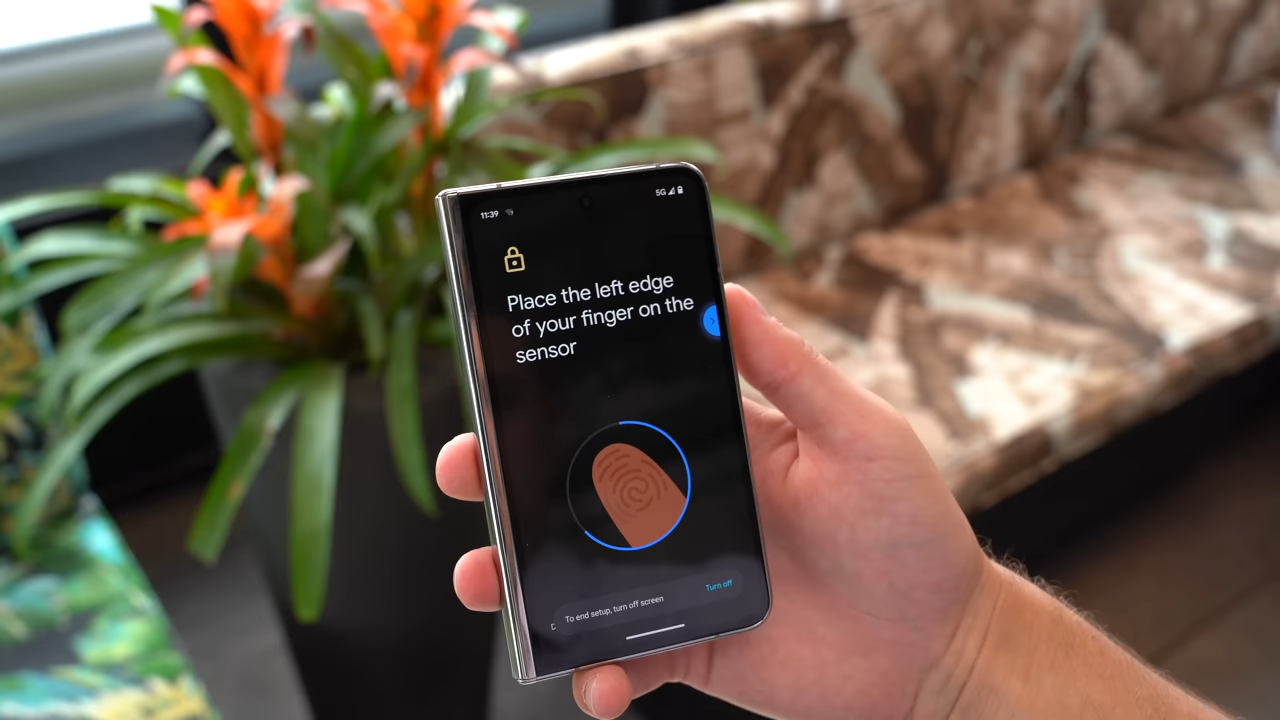 11:39 5G
Place the left edge
of your finger on the
sensor
To end setup, turn off screen Turn off